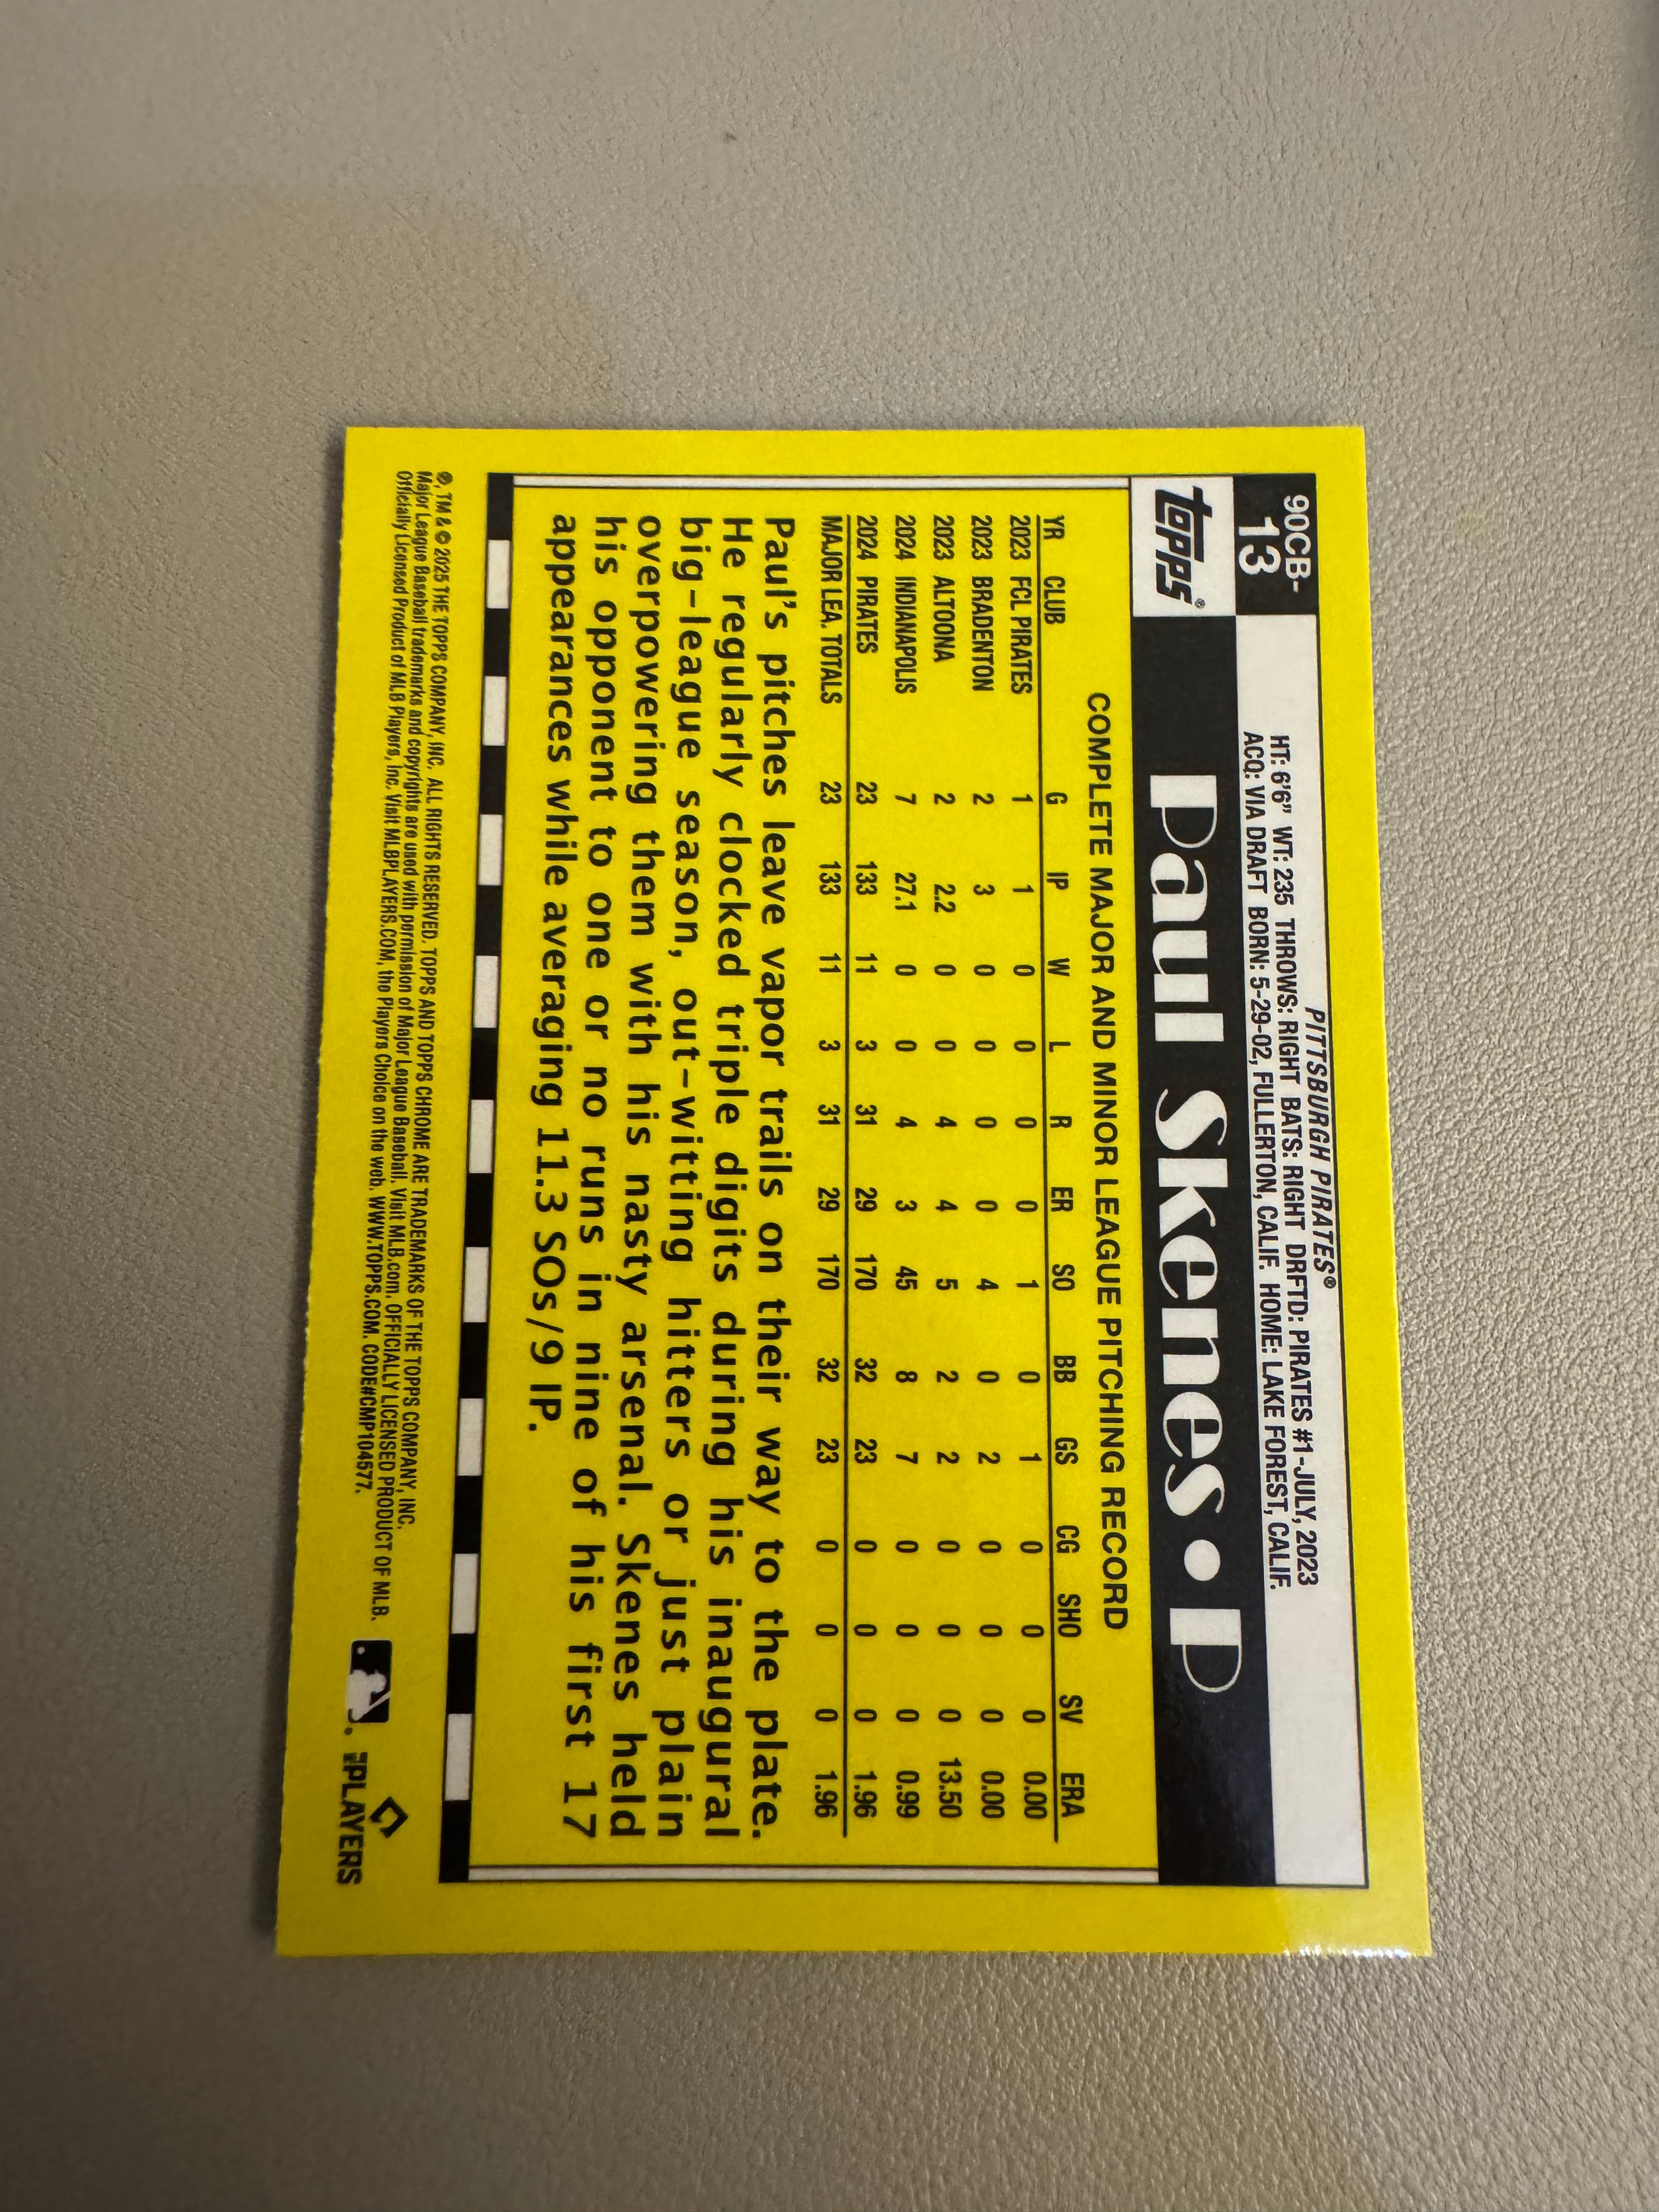 90CB-
13
PITTSBURGH PIRATES®
HT: 6'6" WT: 235 THROWS: RIGHT BATS: RIGHT DRFTD: PIRATES #1-JULY, 2023
ACQ: VIA DRAFT BORN: 5-29-02, FULLERTON, CALIF. HOME: LAKE FOREST, CALIF.
topps®
Paul Skenes • P
COMPLETE MAJOR AND MINOR LEAGUE PITCHING RECORD
YR CLUB G IP W L R ER SO BB GS CG SHO SV ERA
2023 FCL PIRATES 1 1 0 0 0 0 1 0 1 0 0 0 0.00
2023 BRADENTON 2 3 0 0 0 0 4 0 2 0 0 0 0.00
2023 ALTOONA 2 2.2 0 0 4 4 5 2 2 0 0 0 13.50
2024 INDIANAPOLIS 7 27.1 0 0 4 3 45 8 7 0 0 0 0.99
2024 PIRATES 23 133 11 3 31 29 170 32 23 0 0 0 1.96
MAJOR LEA. TOTALS 23 133 11 3 31 29 170 32 23 0 0 0 1.96
Paul's pitches leave vapor trails on their way to the plate.
He regularly clocked triple digits during his inaugural
big-league season, out-witting hitters or just plain
overpowering them with his nasty arsenal. Skenes held
his opponent to one or no runs in nine of his first 17
appearances while averaging 11.3 SOs/9 IP.
®, TM & © 2025 THE TOPPS COMPANY, INC. ALL RIGHTS RESERVED. TOPPS AND TOPPS CHROME ARE TRADEMARKS OF THE TOPPS COMPANY, INC.
Major League Baseball trademarks and copyrights are used with permission of Major League Baseball. Visit MLB.com. OFFICIALLY LICENSED PRODUCT OF MLB.
Officially Licensed Product of MLB Players, Inc. Visit MLBPLAYERS.COM, the Players Choice on the web. WWW.TOPPS.COM. CODE#CMP104577.
MLB PLAYERS